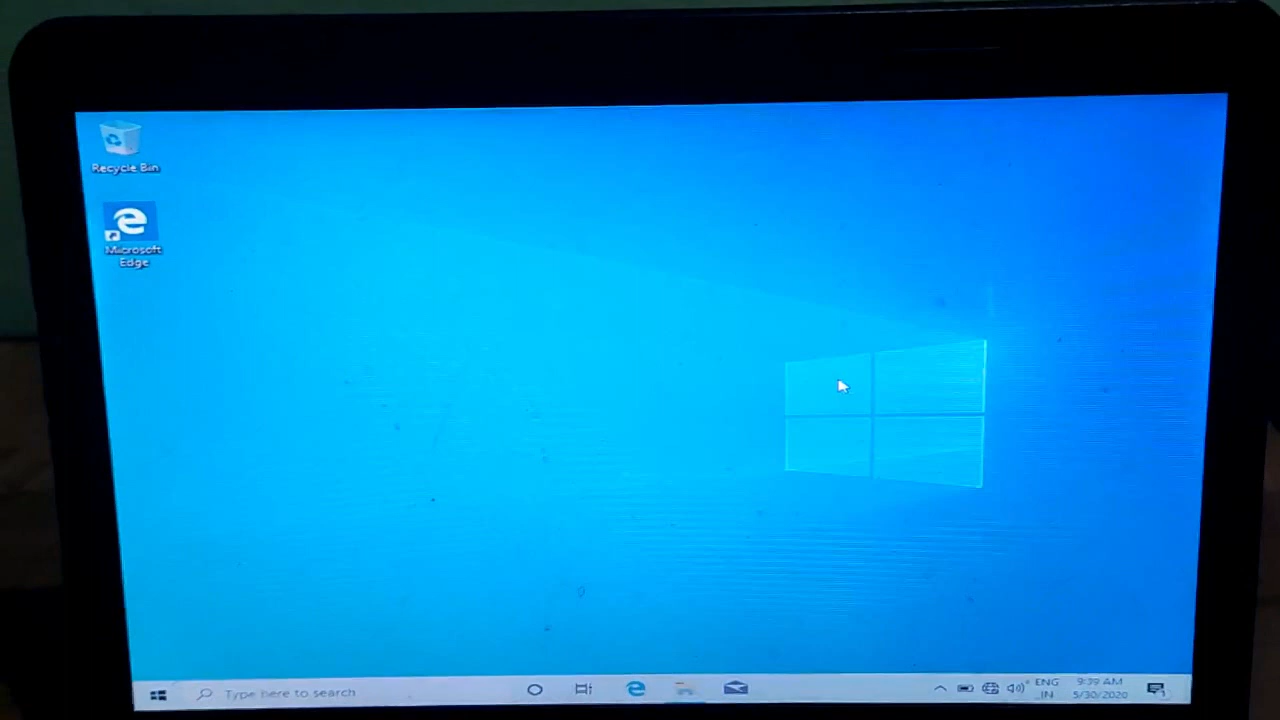 Recycle Bin
Microsoft
Edge
Type here to search
ENG
IN
9:39 AM
5/30/2020